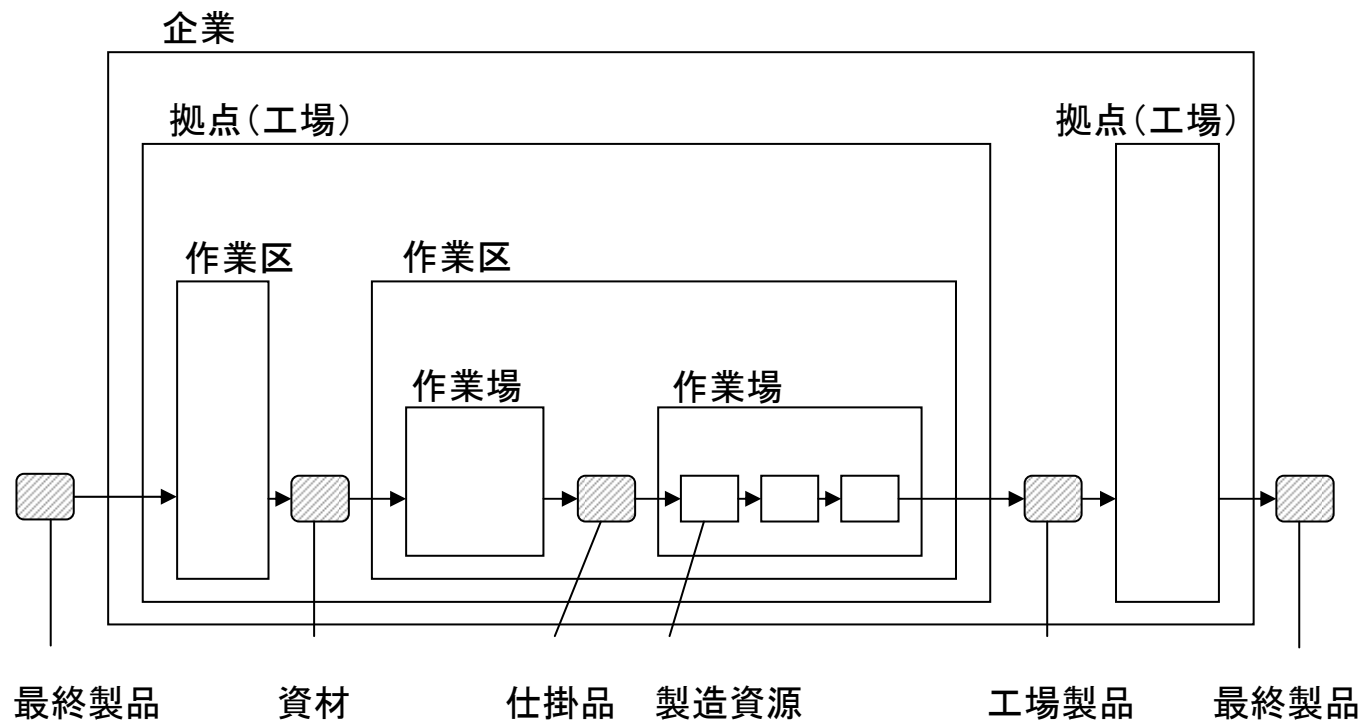 企業
拠点(工場)
拠点(工場)
作業区
作業区
作業場
作業場
最終製品
資材
仕掛品
製造資源
工場製品
最終製品